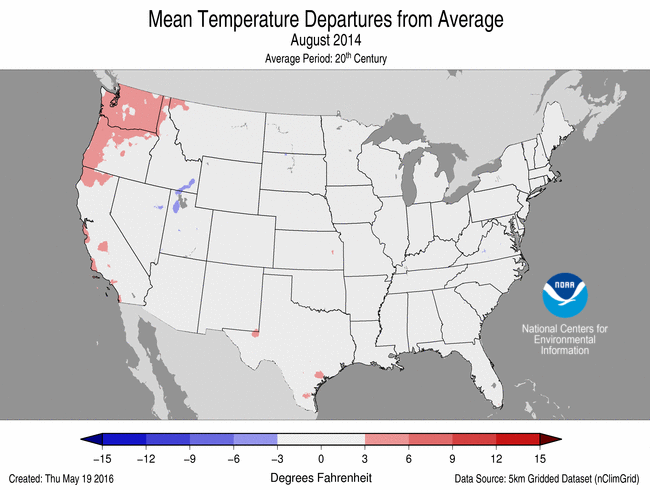 Mean Temperature Departures from Average
August 2014
Average Period: 20th Century
NOAA
National Centers for
Environmental
Information
−15 −12 −9 −6 −3 0 3 6 9 12 15
Created: Thu May 19 2016 Degrees Fahrenheit Data Source: 5km Gridded Dataset (nClimGrid)